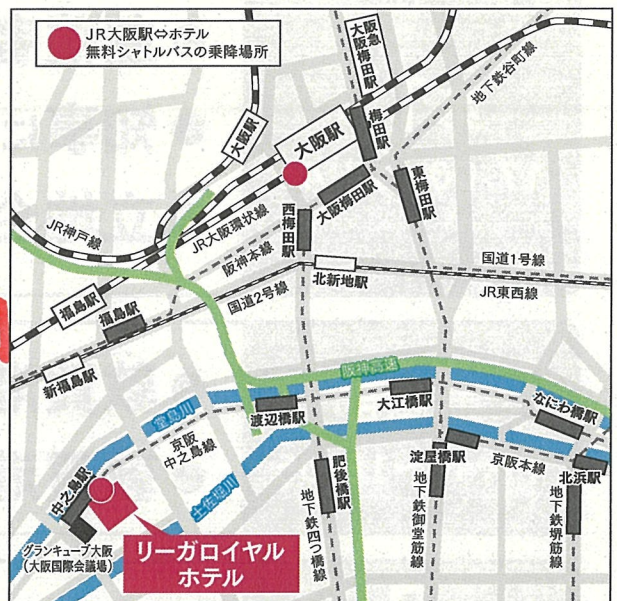 JR大阪駅⇔ホテル
無料シャトルバスの乗降場所
大阪駅
阪急
大阪梅田駅
梅田駅
地下鉄谷町線
大阪駅
東梅田駅
大阪梅田駅
西梅田駅
JR神戸線
JR大阪環状線
阪神本線
国道1号線
北新地駅
JR東西線
国道2号線
福島駅
福島駅
新福島駅
阪神高速
堂島川
渡辺橋駅
大江橋駅
なにわ橋駅
京阪
中之島線
淀屋橋駅
京阪本線
北浜駅
中之島駅
土佐堀川
肥後橋駅
地下鉄四つ橋線
地下鉄御堂筋線
地下鉄堺筋線
グランキューブ大阪
(大阪国際会議場)
リーガロイヤル
ホテル